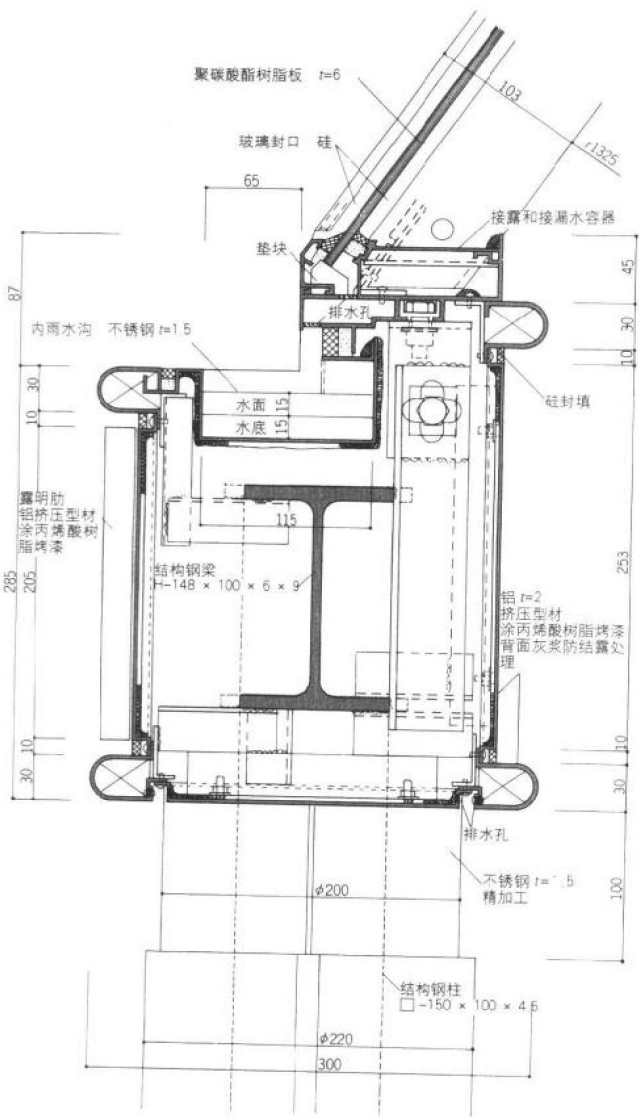 聚碳酸酯树脂板 t=6
103
r1325
玻璃封口 硅
65
接露和接漏水容器
垫块
87
45
排水孔
内雨水沟 不锈钢 t=1.5
30
30
10
水面 15
硅封填
10
水底 15
露明肋
铝挤压型材
涂丙烯酸树
脂烤漆
115
结构钢梁
H-148 × 100 × 6 × 9
285
205
253
铝 t=2
挤压型材
涂丙烯酸树脂烤漆
背面灰浆防结露处
理
10
10
30
30
排水孔
不锈钢 t=1.5
精加工
100
φ200
结构钢柱
□-150 × 100 × 4.5
φ220
300